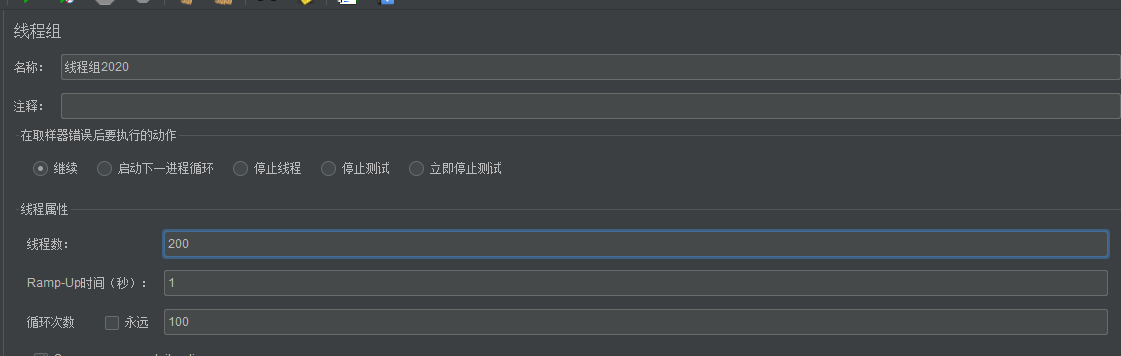 线程组
名称： 线程组2020
注释：
在取样器错误后要执行的动作
继续 启动下一进程循环 停止线程 停止测试 立即停止测试
线程属性
线程数： 200
Ramp-Up时间（秒）： 1
循环次数 永远 100